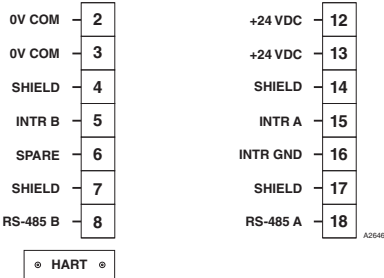 0V COM 2
0V COM 3
SHIELD 4
INTR B 5
SPARE 6
SHIELD 7
RS-485 B 8
HART
+24 VDC 12
+24 VDC 13
SHIELD 14
INTR A 15
INTR GND 16
SHIELD 17
RS-485 A 18
A2646